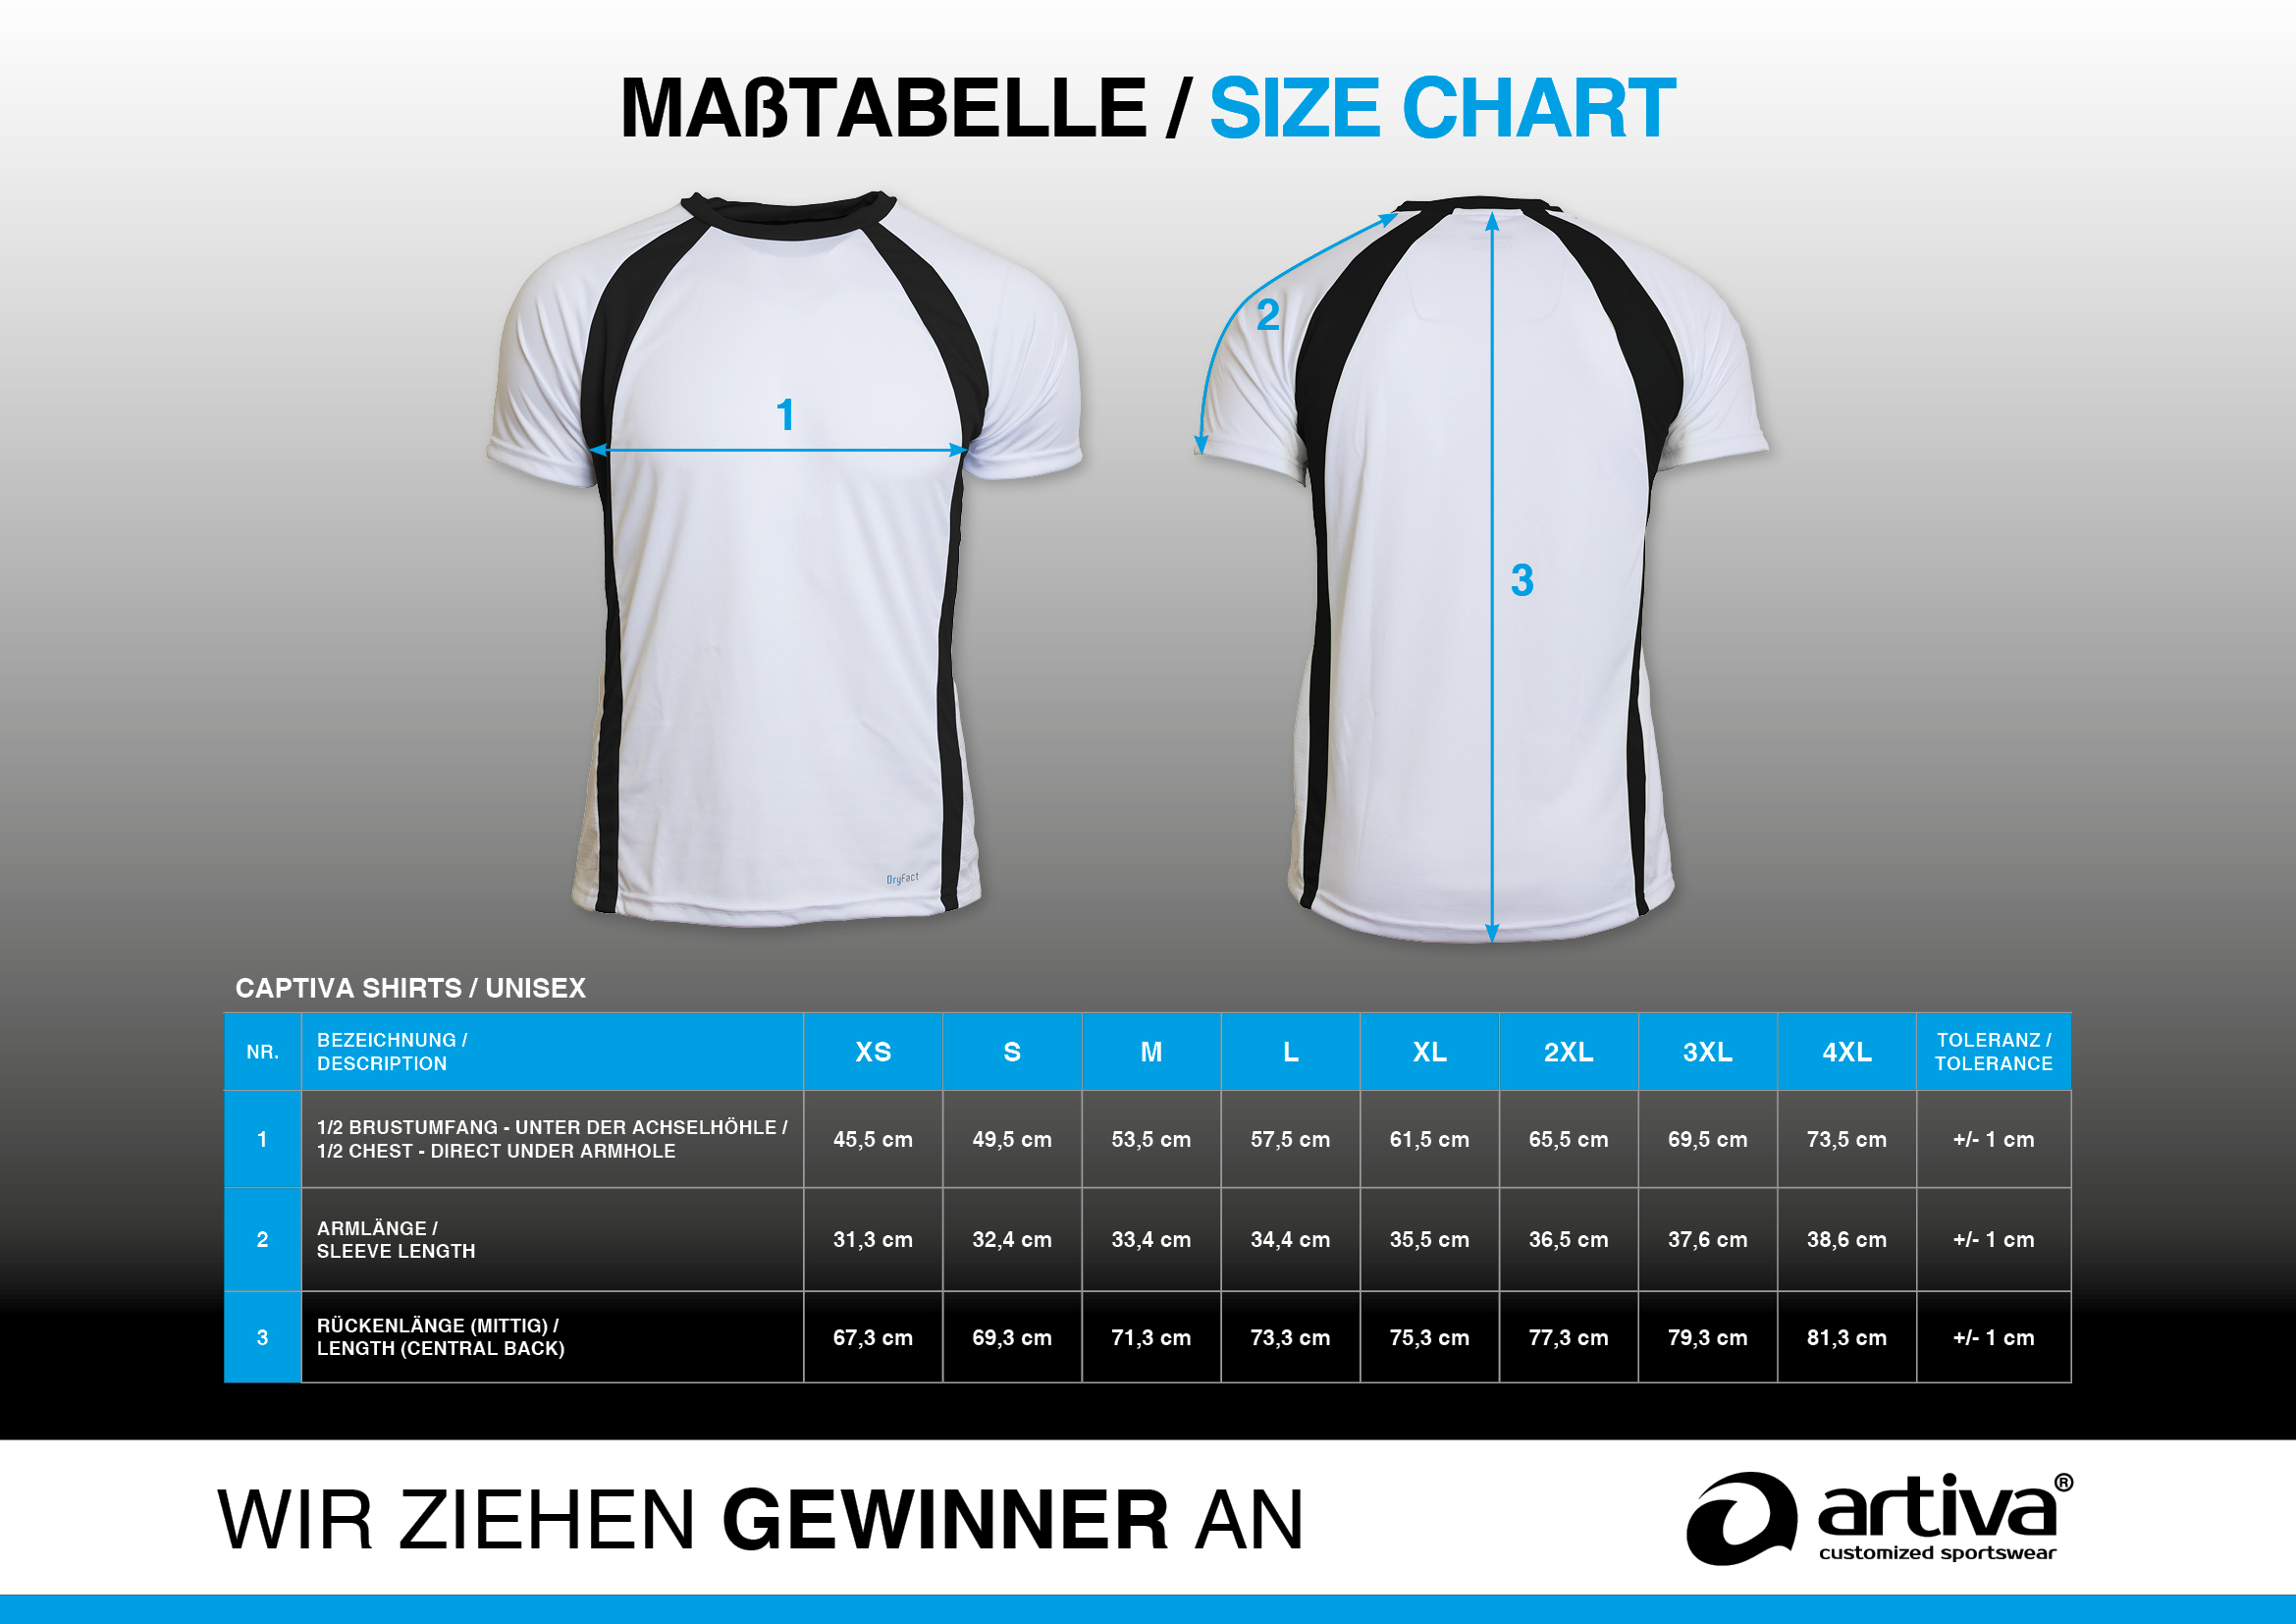 MAßTABELLE / SIZE CHART
1
2
3
DryFact
CAPTIVA SHIRTS / UNISEX
NR. BEZEICHNUNG / DESCRIPTION XS S M L XL 2XL 3XL 4XL TOLERANZ / TOLERANCE
1 1/2 BRUSTUMFANG - UNTER DER ACHSELHÖHLE / 1/2 CHEST - DIRECT UNDER ARMHOLE 45,5 cm 49,5 cm 53,5 cm 57,5 cm 61,5 cm 65,5 cm 69,5 cm 73,5 cm +/- 1 cm
2 ARMLÄNGE / SLEEVE LENGTH 31,3 cm 32,4 cm 33,4 cm 34,4 cm 35,5 cm 36,5 cm 37,6 cm 38,6 cm +/- 1 cm
3 RÜCKENLÄNGE (MITTIG) / LENGTH (CENTRAL BACK) 67,3 cm 69,3 cm 71,3 cm 73,3 cm 75,3 cm 77,3 cm 79,3 cm 81,3 cm +/- 1 cm
WIR ZIEHEN GEWINNER AN
artiva®
customized sportswear